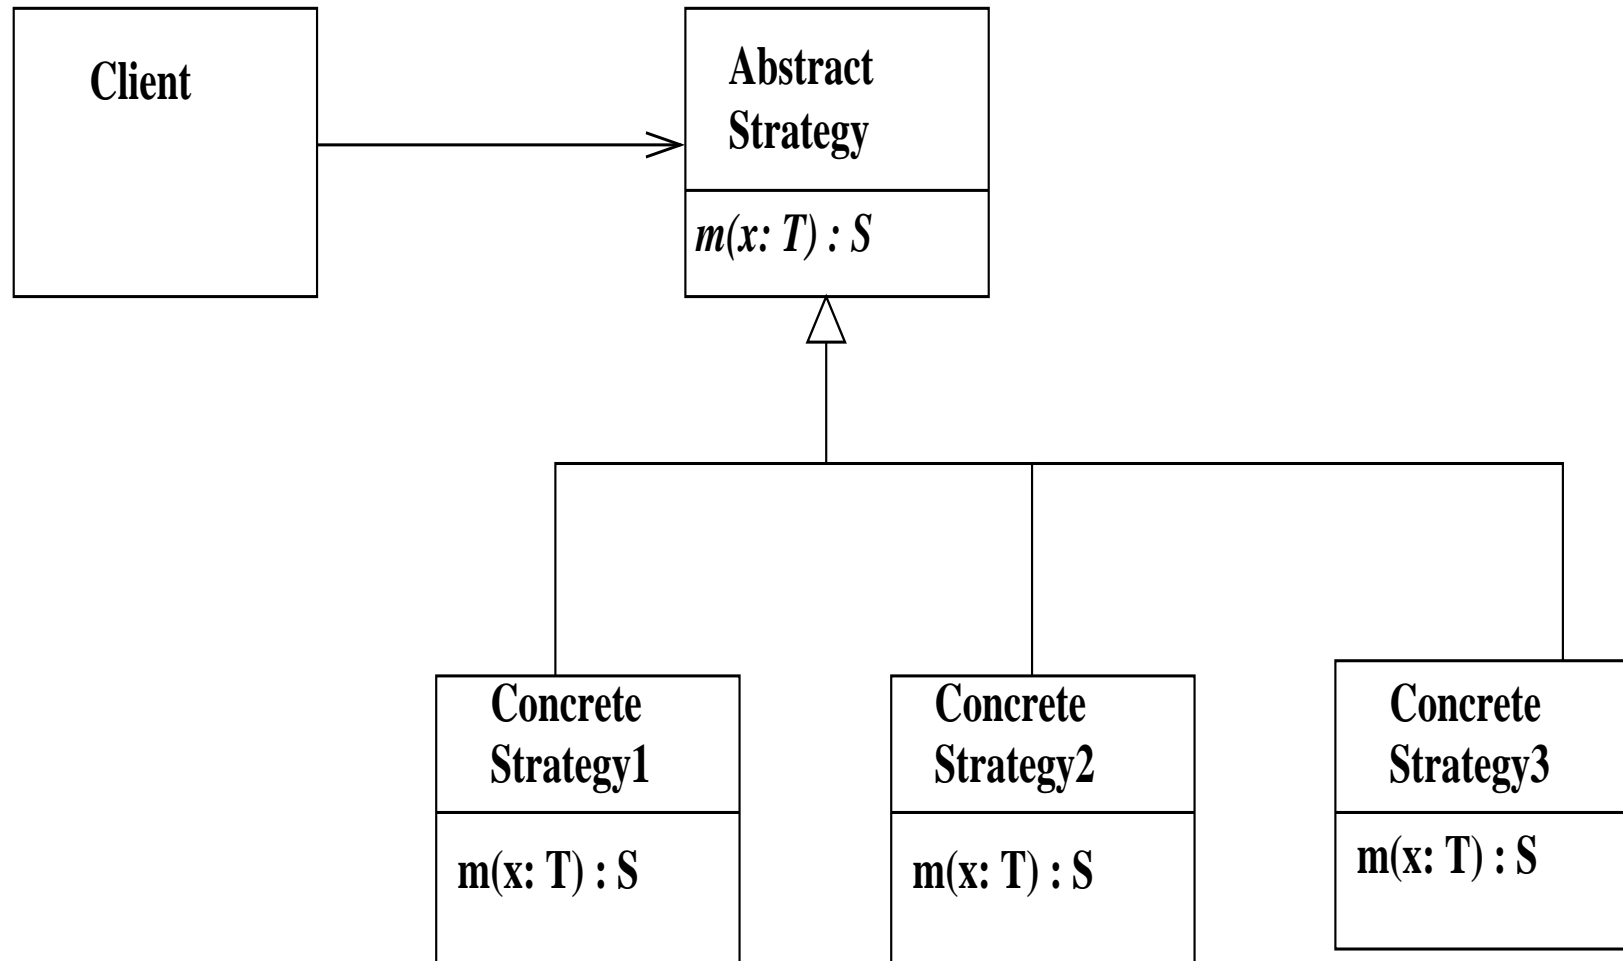 Client
Abstract
Strategy
m(x: T) : S
Concrete
Strategy1
m(x: T) : S
Concrete
Strategy2
m(x: T) : S
Concrete
Strategy3
m(x: T) : S